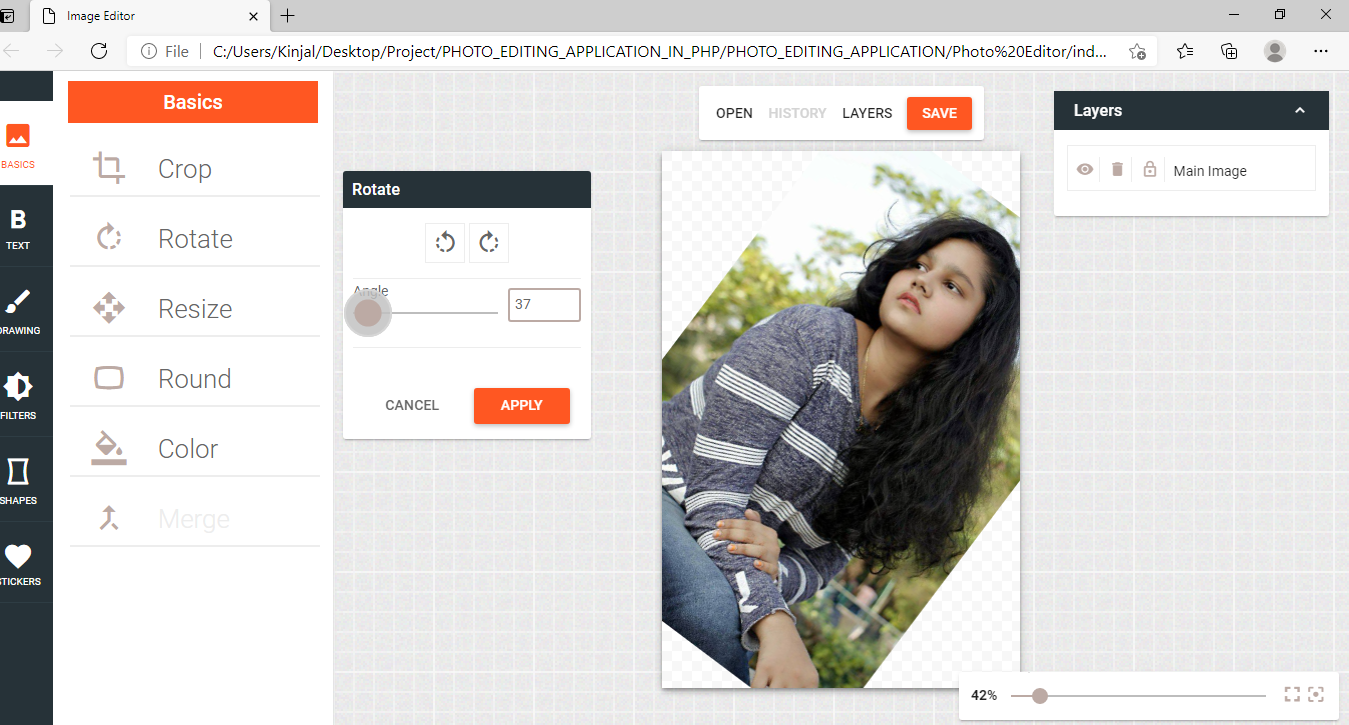 Image Editor
File
C:/Users/Kinjal/Desktop/Project/PHOTO_EDITING_APPLICATION_IN_PHP/PHOTO_EDITING_APPLICATION/Photo%20Editor/ind...
BASICS
TEXT
DRAWING
FILTERS
SHAPES
STICKERS
Basics
Crop
Rotate
Resize
Round
Color
Merge
Rotate
Angle
37
CANCEL APPLY
OPEN HISTORY LAYERS SAVE
Layers
Main Image
42%